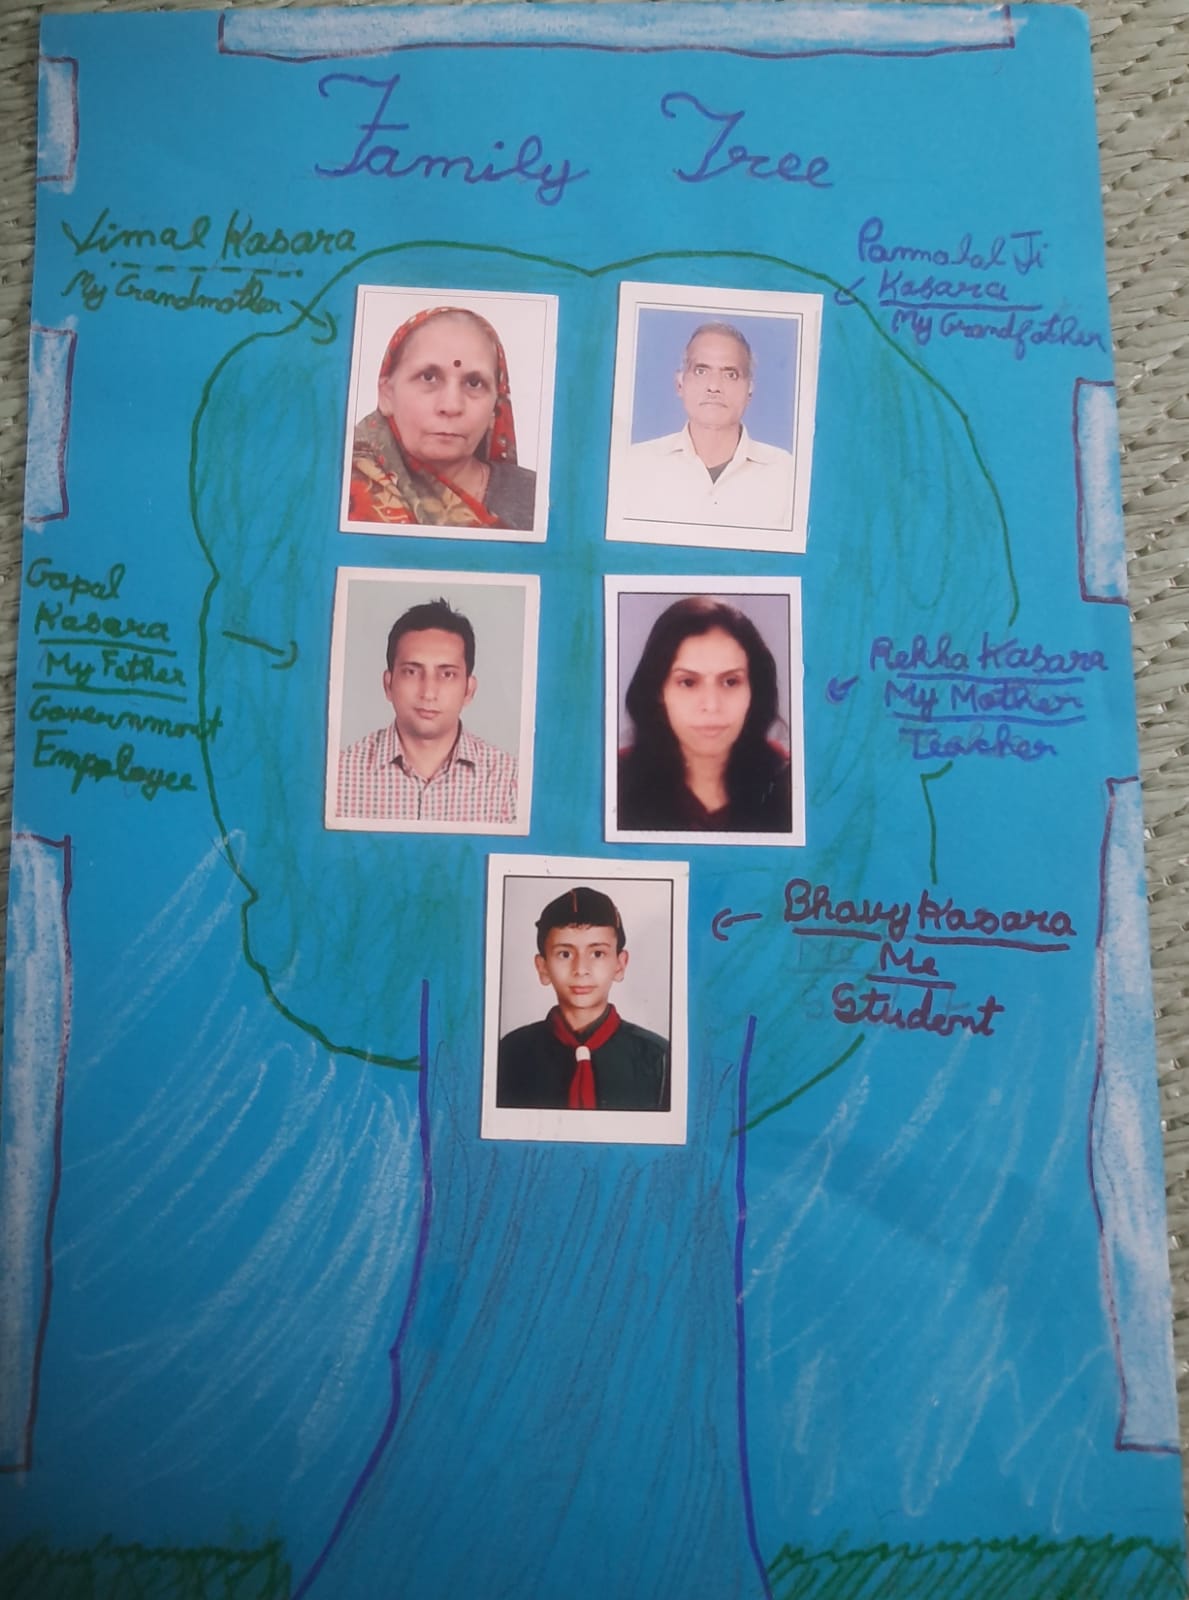 Family Tree
Vimal Kasara
My Grandmother
Pannalal Ji
Kasara
My Grandfather
Gopal
Kasara
My Father
Government
Employee
Rekha Kasara
My Mother
Teacher
Bhavy Kasara
Me
Student